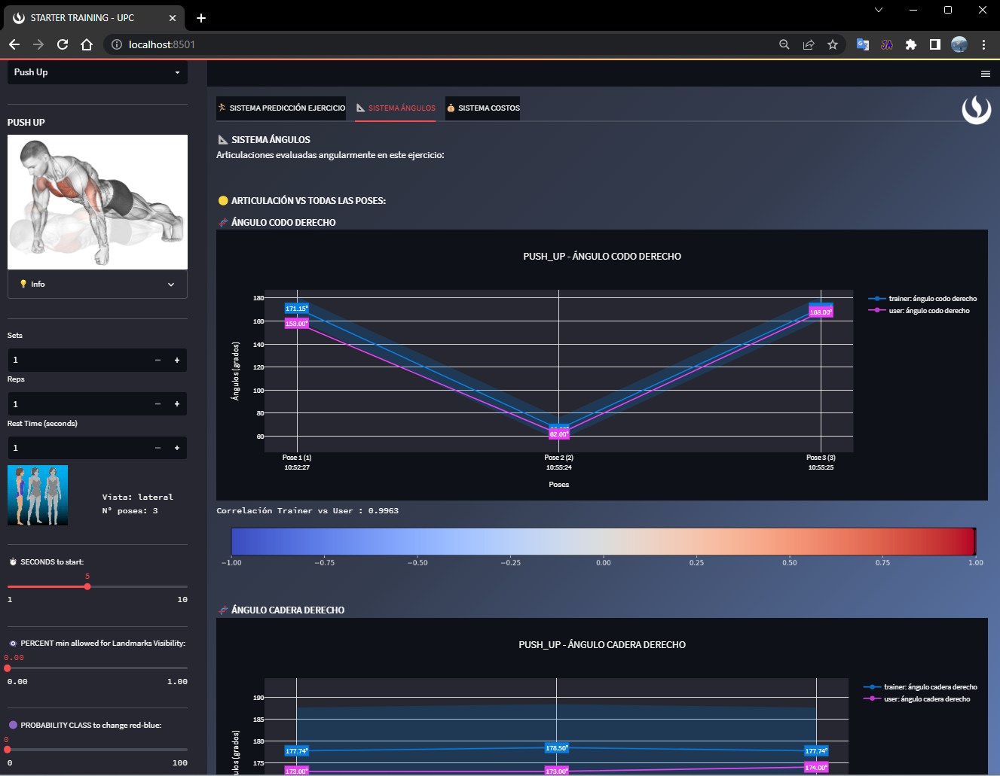 STARTER TRAINING - UPC
localhost:8501
Push Up
PUSH UP
Info
Sets
1
Reps
1
Rest Time (seconds)
1
Vista: lateral
N° poses: 3
SECONDS to start:
5
1 10
PERCENT min allowed for Landmarks Visibility:
0.00
0.00 1.00
PROBABILITY CLASS to change red-blue:
0
0 100
SISTEMA PREDICCIÓN EJERCICIO SISTEMA ÁNGULOS SISTEMA COSTOS
SISTEMA ÁNGULOS
Articulaciones evaluadas angularmente en este ejercicio:
ARTICULACIÓN VS TODAS LAS POSES:
ÁNGULO CODO DERECHO
PUSH_UP - ÁNGULO CODO DERECHO
trainer: ángulo codo derecho
user: ángulo codo derecho
Ángulos (grados)
180
160
140
120
100
80
60
171.15°
158.00°
62.00°
168.00°
Pose 1 (1) Pose 2 (2) Pose 3 (3)
10:52:27 10:55:24 10:55:25
Poses
Correlación Trainer vs User : 0.9963
−1.00 −0.75 −0.50 −0.25 0.00 0.25 0.50 0.75 1.00
ÁNGULO CADERA DERECHO
PUSH_UP - ÁNGULO CADERA DERECHO
trainer: ángulo cadera derecho
user: ángulo cadera derecho
190
185
180
175
177.74° 178.50° 177.74°
173.00° 173.00° 174.00°
(grados)